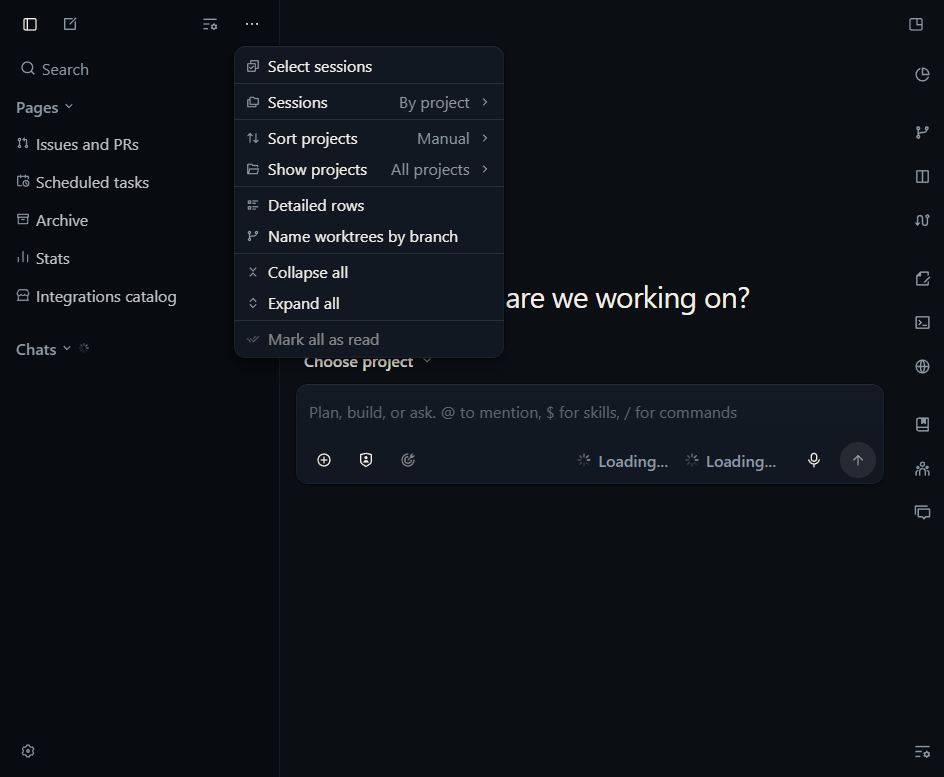 Search
Pages
Issues and PRs
Scheduled tasks
Archive
Stats
Integrations catalog
Chats
Select sessions
Sessions By project
Sort projects Manual
Show projects All projects
Detailed rows
Name worktrees by branch
Collapse all
Expand all
Mark all as read
are we working on?
Choose project
Plan, build, or ask. @ to mention, $ for skills, / for commands
Loading... Loading...